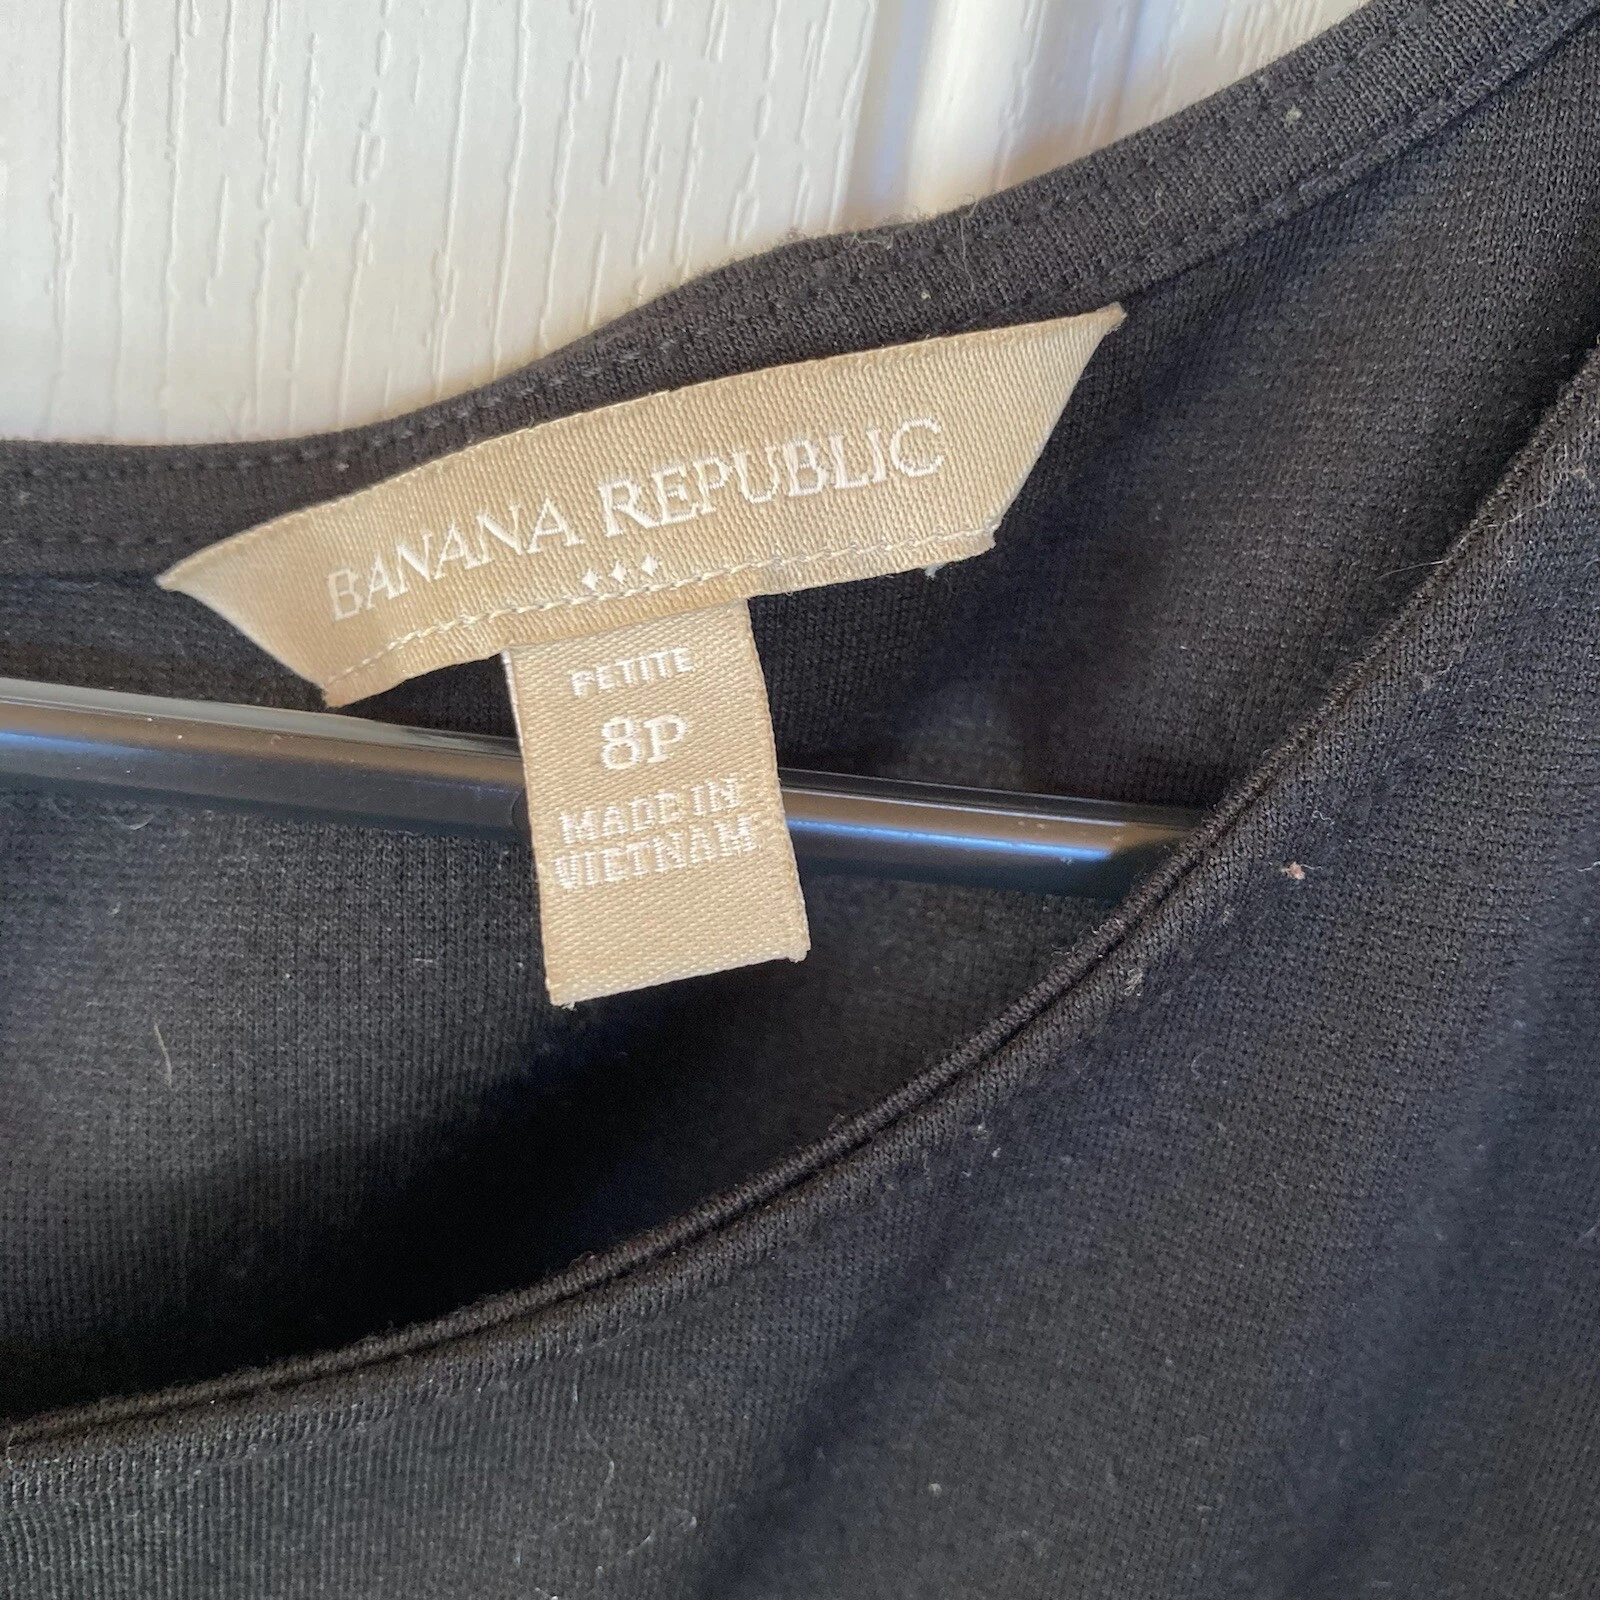 BANANA REPUBLIC
PETITE
8P
MADE IN
VIETNAM